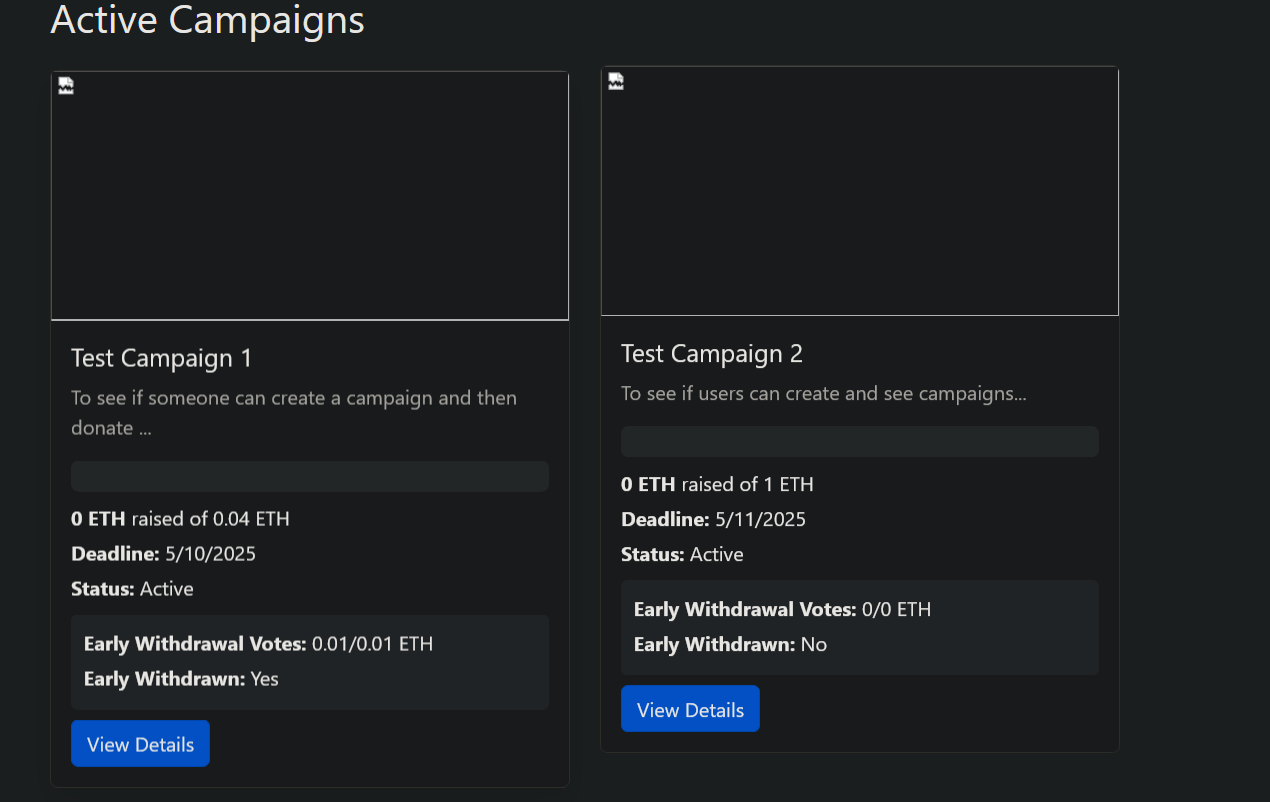 Active Campaigns
Test Campaign 1
To see if someone can create a campaign and then
donate ...
0 ETH raised of 0.04 ETH
Deadline: 5/10/2025
Status: Active
Early Withdrawal Votes: 0.01/0.01 ETH
Early Withdrawn: Yes
View Details
Test Campaign 2
To see if users can create and see campaigns...
0 ETH raised of 1 ETH
Deadline: 5/11/2025
Status: Active
Early Withdrawal Votes: 0/0 ETH
Early Withdrawn: No
View Details